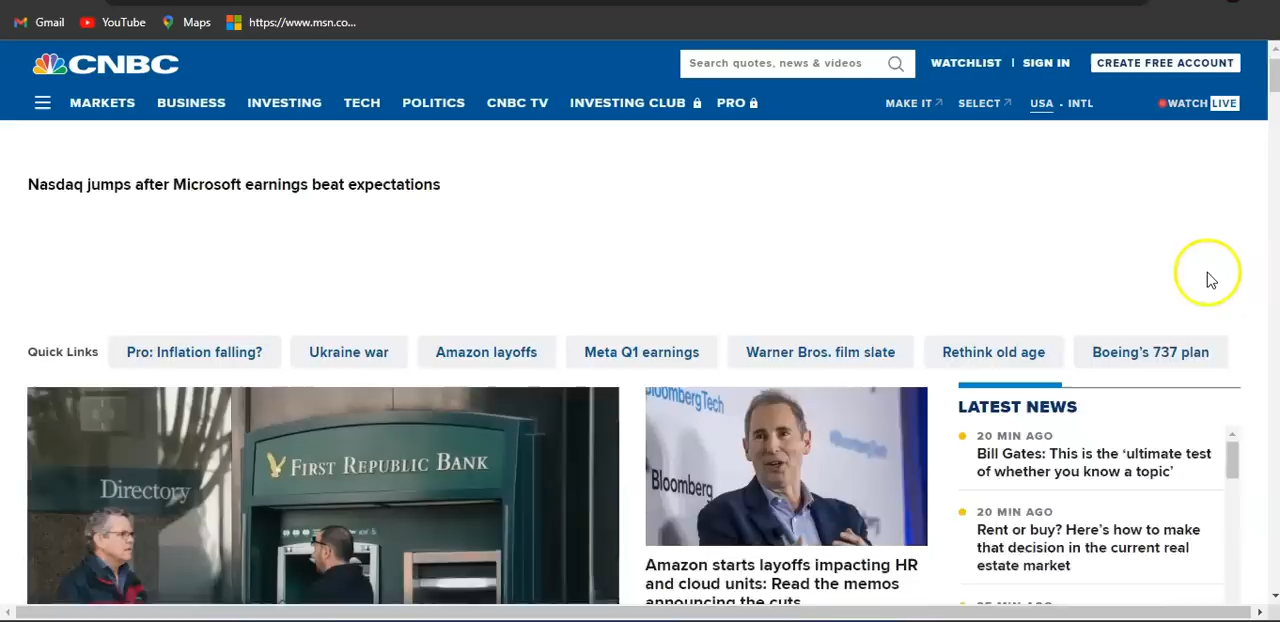 Gmail YouTube Maps https://www.msn.co...
CNBC Search quotes, news & videos WATCHLIST | SIGN IN CREATE FREE ACCOUNT
MARKETS BUSINESS INVESTING TECH POLITICS CNBC TV INVESTING CLUB PRO MAKE IT SELECT USA - INTL WATCH LIVE
Nasdaq jumps after Microsoft earnings beat expectations
Quick Links Pro: Inflation falling? Ukraine war Amazon layoffs Meta Q1 earnings Warner Bros. film slate Rethink old age Boeing's 737 plan
FIRST REPUBLIC BANK
Directory
BloombergTech
Bloomberg
Amazon starts layoffs impacting HR
and cloud units: Read the memos
announcing the cuts
LATEST NEWS
20 MIN AGO
Bill Gates: This is the ‘ultimate test
of whether you know a topic’
20 MIN AGO
Rent or buy? Here’s how to make
that decision in the current real
estate market